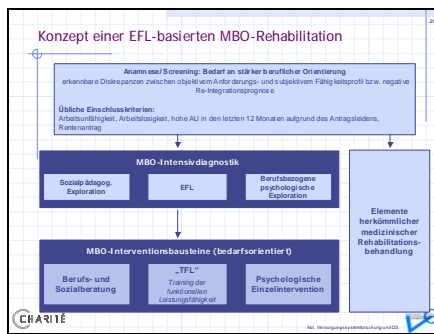 Konzept einer EFL-basierten MBO-Rehabilitation
Anamnese/Screening: Bedarf an stärker beruflicher Orientierung
erkennbare Diskrepanzen zwischen objektivem Anforderungs- und subjektivem Fähigkeitsprofil bzw. negative
Re-Integrationsprognose
Übliche Einschlusskriterien:
Arbeitsunfähigkeit, Arbeitslosigkeit, hohe AU in den letzten 12 Monaten aufgrund des Antragsleidens,
Rentenantrag
MBO-Intensivdiagnostik
Sozialpädagog.
Exploration
EFL
Berufsbezogene
psychologische
Exploration
Elemente
herkömmlicher
medizinischer
Rehabilitations-
behandlung
MBO-Interventionsbausteine (bedarfsorientiert)
Berufs- und
Sozialberatung
„TFL"
Training der
funktionellen
Leistungsfähigkeit
Psychologische
Einzelintervention
CHARITÉ
Abt. Versorgungssystemforschung und QS